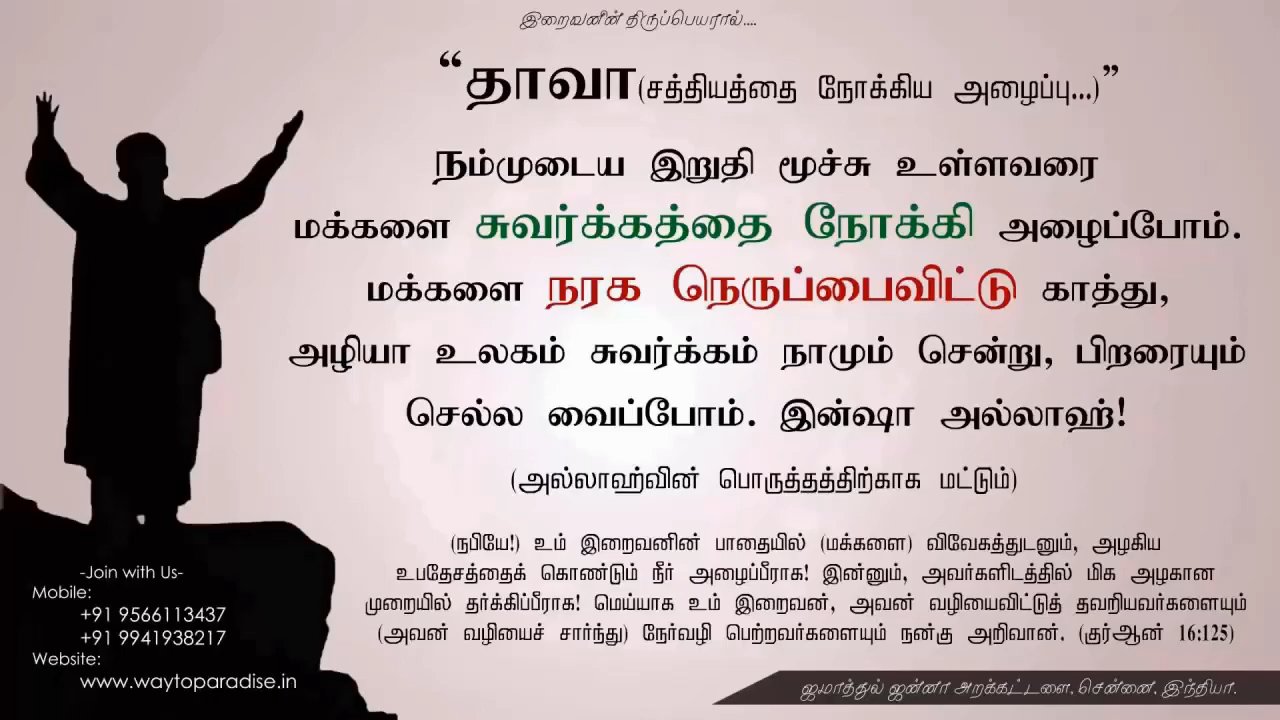 இறைவனின் திருப்பெயரால்....
“தாவா(சத்தியத்தை நோக்கிய அழைப்பு...)”
நம்முடைய இறுதி மூச்சு உள்ளவரை
மக்களை சுவர்க்கத்தை நோக்கி அழைப்போம்.
மக்களை நரக நெருப்பைவிட்டு காத்து,
அழியா உலகம் சுவர்க்கம் நாமும் சென்று, பிறரையும்
செல்ல வைப்போம். இன்ஷா அல்லாஹ்!
(அல்லாஹ்வின் பொருத்தத்திற்காக மட்டும்)
(நபியே!) உம் இறைவனின் பாதையில் (மக்களை) விவேகத்துடனும், அழகிய
உபதேசத்தைக் கொண்டும் நீர் அழைப்பீராக! இன்னும், அவர்களிடத்தில் மிக அழகான
முறையில் தர்க்கிப்பீராக! மெய்யாக உம் இறைவன், அவன் வழியைவிட்டுத் தவறியவர்களையும்
(அவன் வழியைச் சார்ந்து) நேர்வழி பெற்றவர்களையும் நன்கு அறிவான். (குர்ஆன் 16:125)
-Join with Us-
Mobile:
+91 9566113437
+91 9941938217
Website:
www.waytoparadise.in
ஜமாத்துல் ஜன்னா அறக்கட்டளை, சென்னை, இந்தியா.